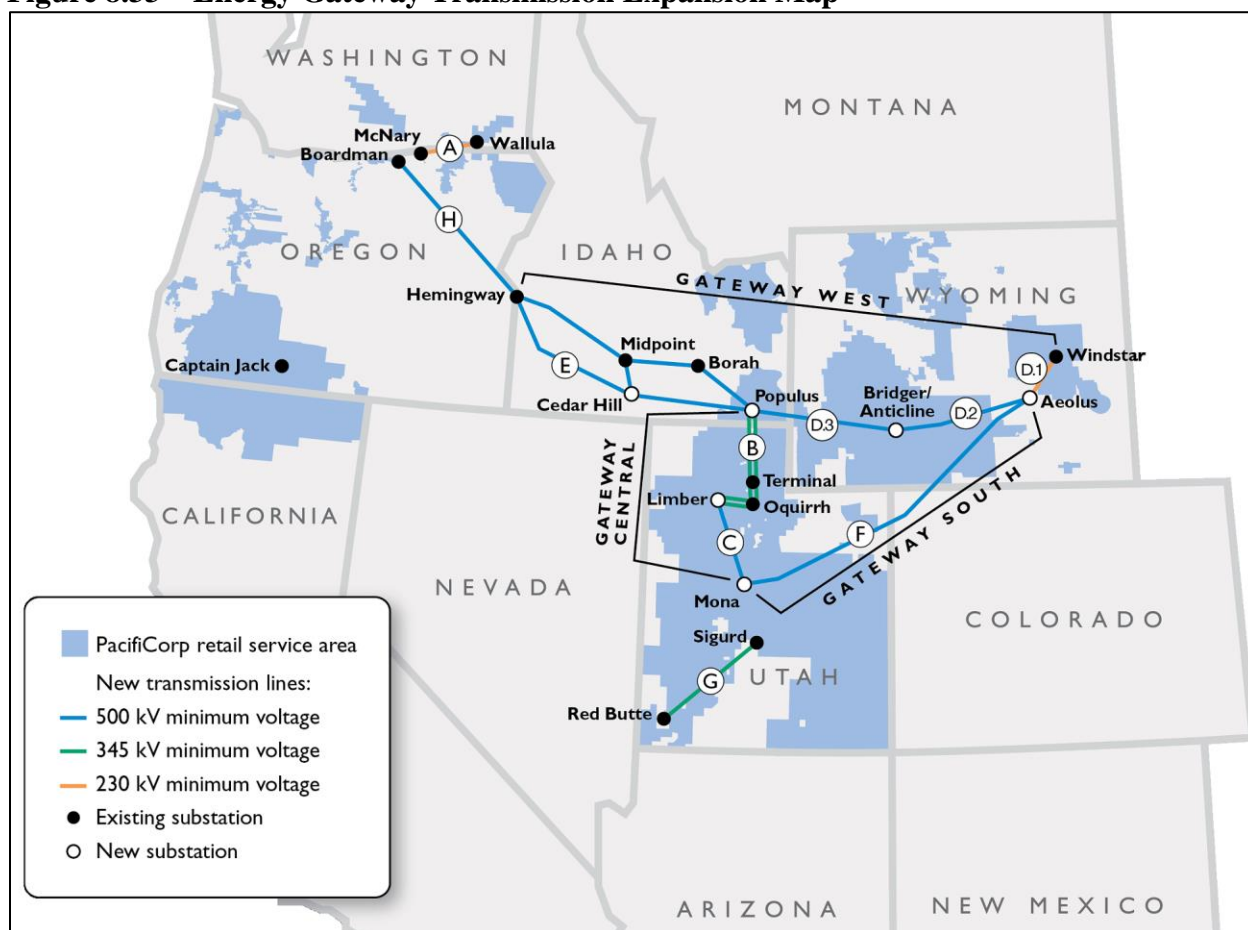 Figure – Energy Gateway Transmission Expansion Map
WASHINGTON
MONTANA
McNary
A
Wallula
Boardman
H
OREGON
IDAHO
GATEWAY WEST
WYOMING
Hemingway
Midpoint
Borah
Windstar
Captain Jack
E
D.1
Cedar Hill
Populus
Bridger/
Anticline
D.2
Aeolus
D.3
B
GATEWAY
CENTRAL
Terminal
Limber
Oquirrh
CALIFORNIA
C
F
GATEWAY SOUTH
NEVADA
Mona
COLORADO
Sigurd
UTAH
G
Red Butte
PacifiCorp retail service area
New transmission lines:
500 kV minimum voltage
345 kV minimum voltage
230 kV minimum voltage
Existing substation
New substation
ARIZONA
NEW MEXICO